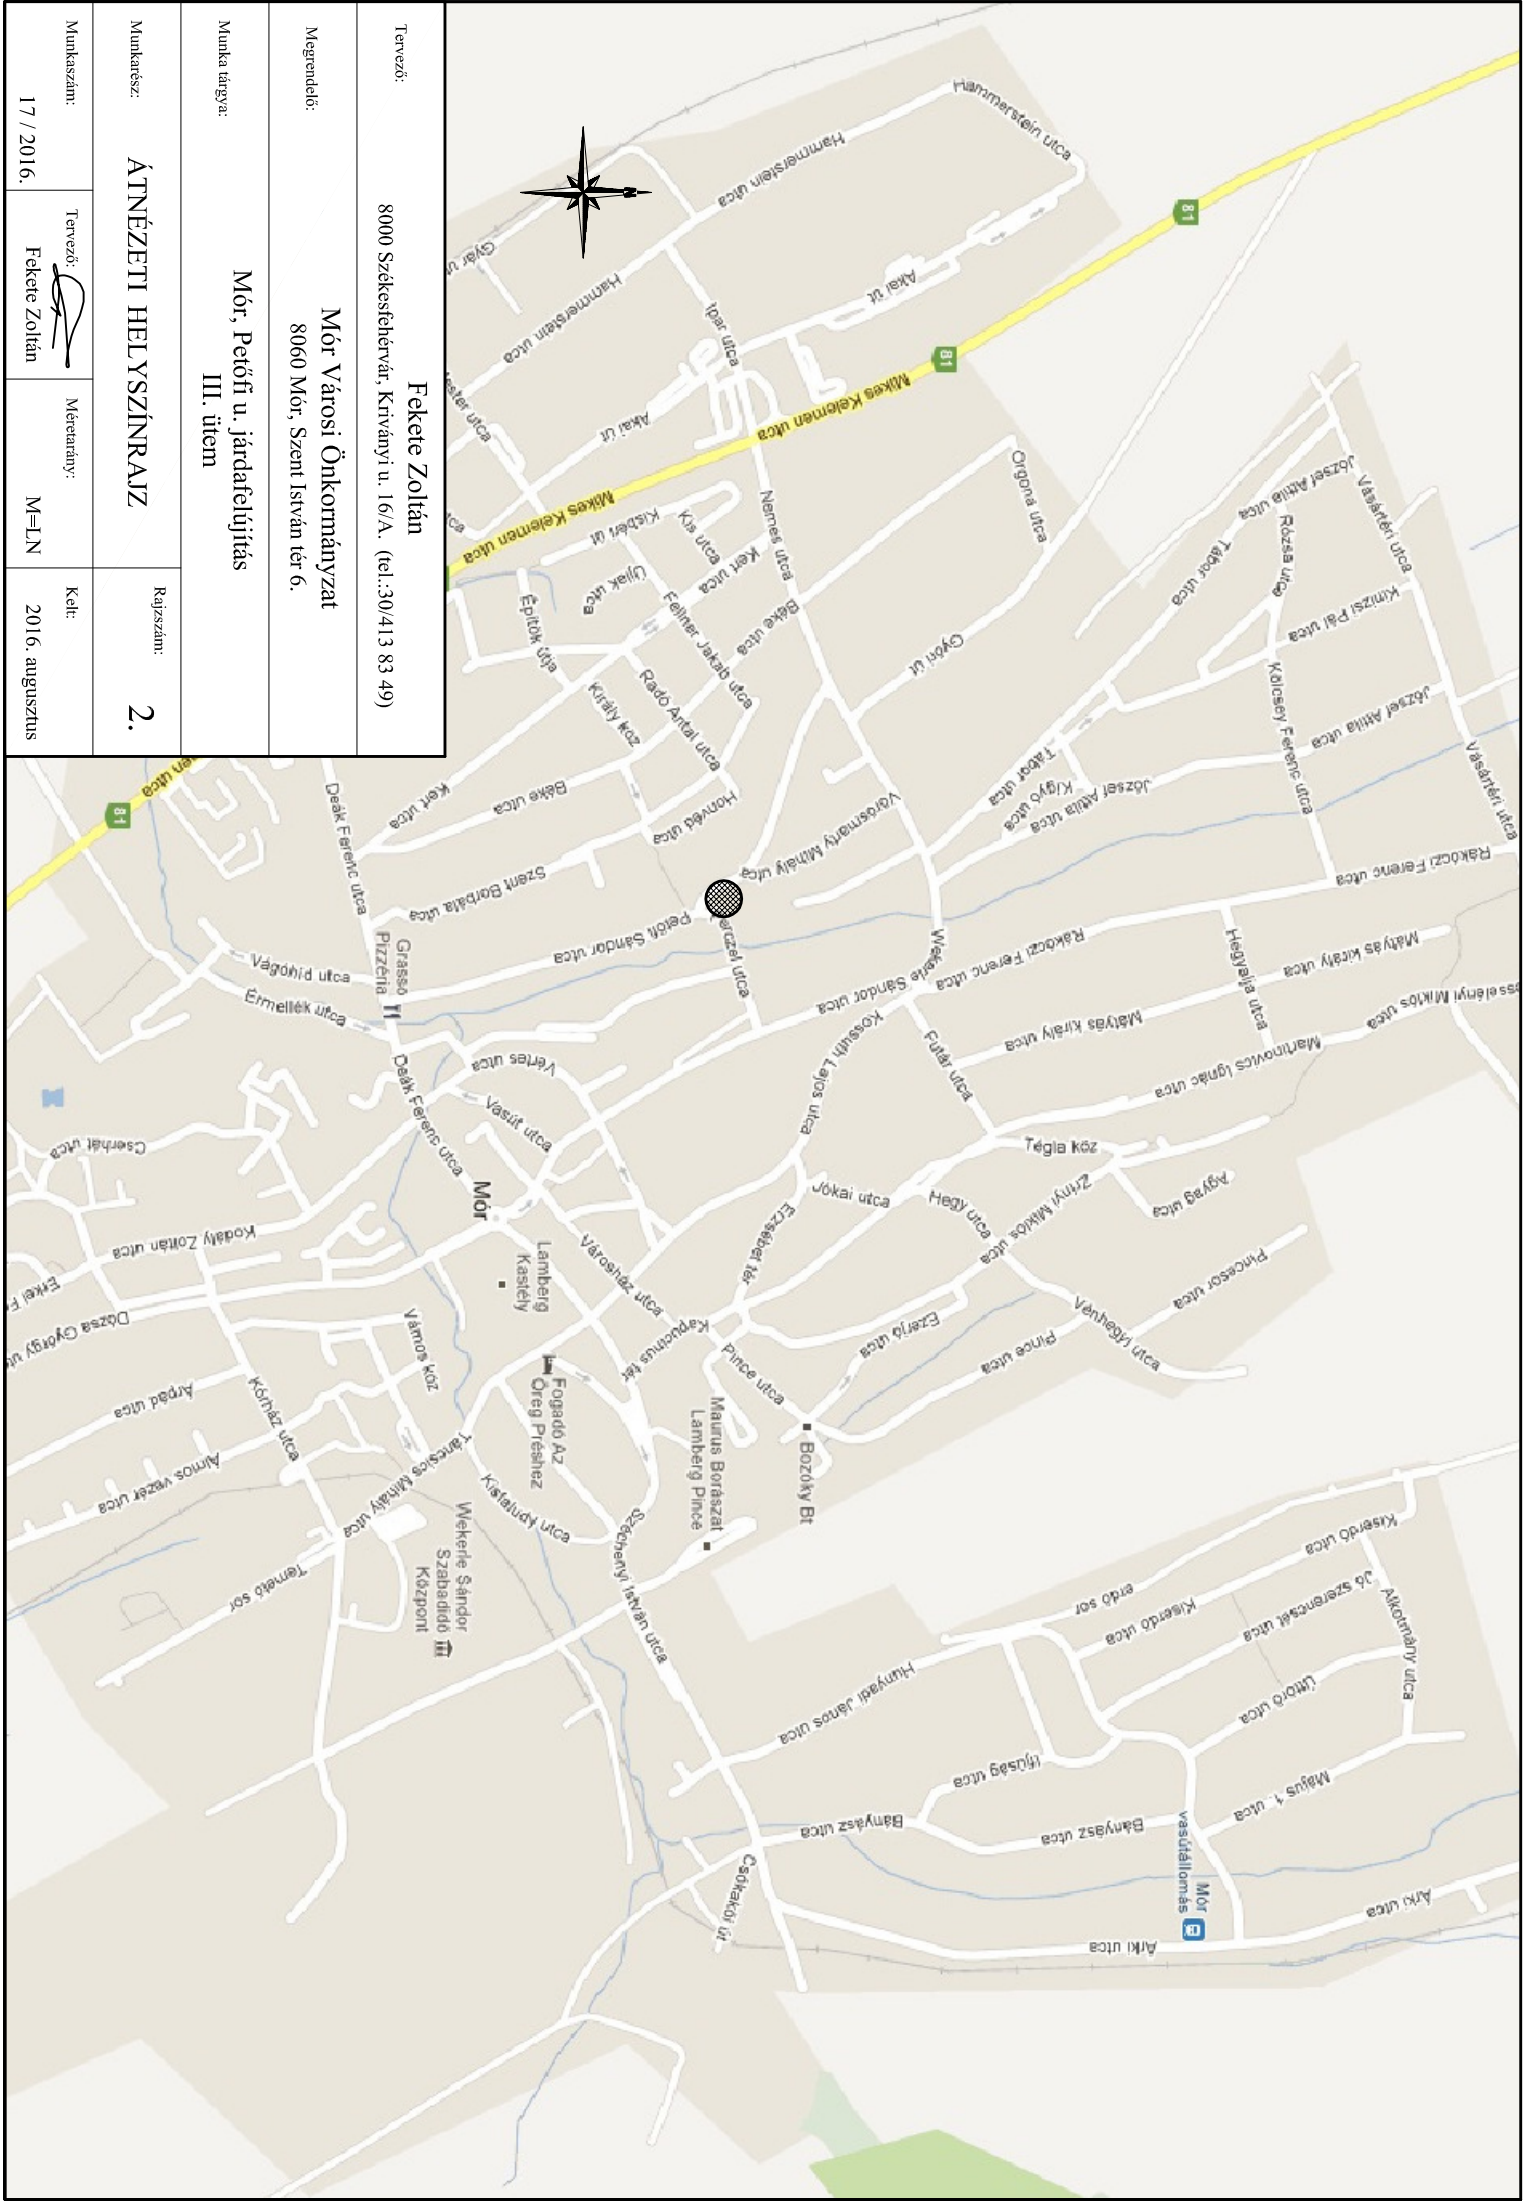 Tervező:
Fekete Zoltán
8000 Székesfehérvár, Kriványi u. 16/A. (tel.:30/413 83 49)
Megrendelő:
Mór Városi Önkormányzat
8060 Mór, Szent István tér 6.
Munka tárgya:
Mór, Petőfi u. járdafelújítás
III. ütem
Munkarész:
ÁTNÉZETI HELYSZÍNRAJZ
Rajzszám:
2.
Munkaszám:
17 / 2016.
Tervező:
Fekete Zoltán
Méretarány:
M=LN
Kelt:
2016. augusztus
N
Hammerstein utca
Hammerstein utca
Hammerstein utca
Gyár
Ipar utca
Akai út
Akai út
81
81
81
Mikes Kelemen utca
Mikes Kelemen utca
Orgona utca
Nemes utca
Kisbéri út
Kis utca
Kert utca
Újlak utca
Fellner Jakab utca
Béke utca
Építők útja
Király köz
Radó Antal utca
Győri út
József Attila utca
Vásártéri utca
Rózsa utca
Tábor utca
Kinizsi Pál utca
Kölcsey Ferenc utca
József Attila utca
Vásártéri utca
Tábor utca
Kígyó utca
József Attila utca
Rákóczi Ferenc utca
Deák Ferenc utca
Kert utca
Béke utca
Honvéd utca
Vörösmarty Mihály utca
Szent Borbála utca
Petőfi Sándor utca
Grasso
Pizzéria
Vágóhíd utca
Érmellék utca
Wekerle Sándor utca
Rákóczi Ferenc utca
Hegyalja utca
Mátyás király utca
Mátyás király utca
Martinovics Ignác utca
Kossuth Lajos utca
Futár utca
Vértes utca
Deák Ferenc utca
Vasút utca
Cserhát utca
Mór
Tégla köz
Agyag utca
Zrínyi Miklós utca
Jókai utca
Hegy utca
Erzsébet tér
Pincesor utca
Kodály Zoltán utca
Lamberg
Kastély
Városház utca
Kapucinus tér
Pince utca
Ezerjó utca
Pince utca
Vénhegyi utca
Erkel
Dózsa György
Vámos köz
Árpád utca
Kórház utca
Álmos vezér utca
Fogadó Az
Öreg Préshez
Maurus Borászat
Lamberg Pince
Bozóky Bt
Táncsics Mihály utca
Kisfaludy utca
Széchenyi István utca
Wekerle Sándor
Szabadidő
Központ
Temető sor
erdő sor
Kiserdő utca
Kiserdő utca
Jó szerencsét utca
Alkotmány utca
Úttörő utca
Hunyadi János utca
Ifjúság utca
Május 1. utca
Bányász utca
Bányász utca
Mór
vasútállomás
Csókakői út
Árki utca
Árki utca